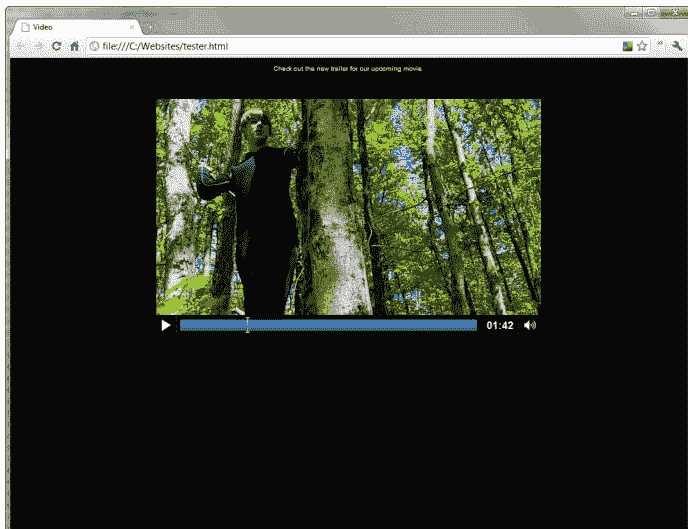 Video
file:///C:/Websites/tester.html
Check out the new trailer for our upcoming movie.
01:42